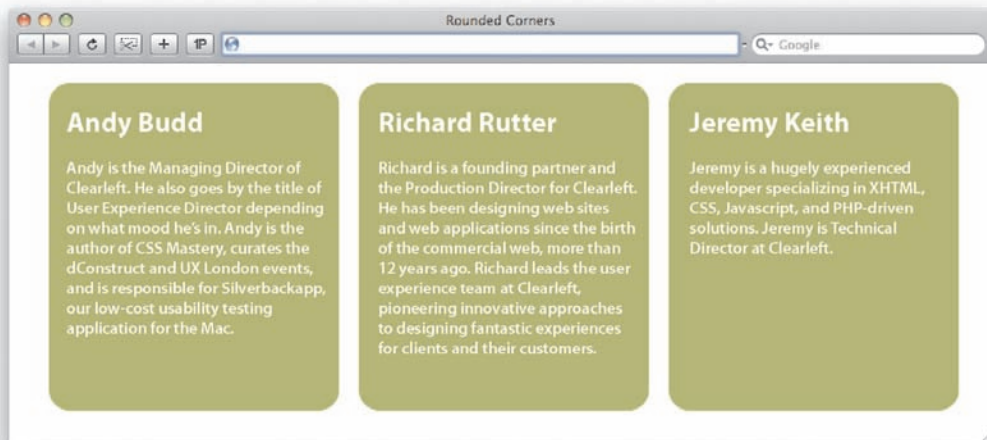 Rounded Corners
1P
Google
Andy Budd
Andy is the Managing Director of
Clearleft. He also goes by the title of
User Experience Director depending
on what mood he's in. Andy is the
author of CSS Mastery, curates the
dConstruct and UX London events,
and is responsible for Silverbackapp,
our low-cost usability testing
application for the Mac.
Richard Rutter
Richard is a founding partner and
the Production Director for Clearleft.
He has been designing web sites
and web applications since the birth
of the commercial web, more than
12 years ago. Richard leads the user
experience team at Clearleft,
pioneering innovative approaches
to designing fantastic experiences
for clients and their customers.
Jeremy Keith
Jeremy is a hugely experienced
developer specializing in XHTML,
CSS, Javascript, and PHP-driven
solutions. Jeremy is Technical
Director at Clearleft.